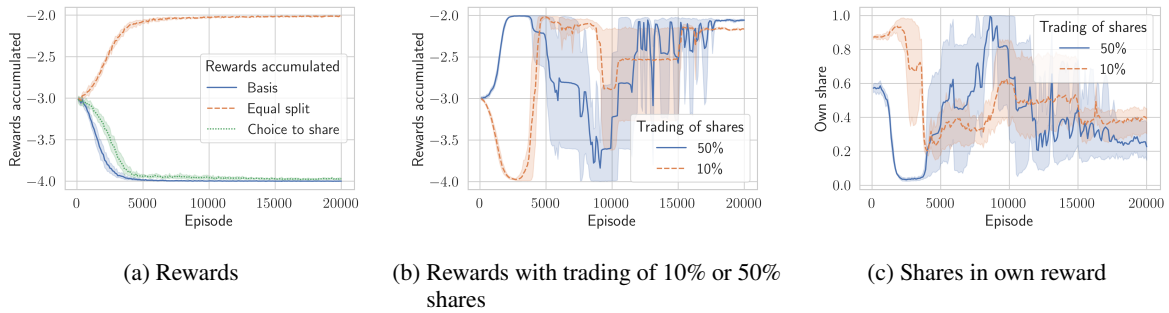 −2.0
−2.5
−3.0
−3.5
−4.0
Rewards accumulated
Rewards accumulated
Basis
Equal split
Choice to share
0
5000
10000
15000
20000
Episode
(a) Rewards
−2.0
−2.5
−3.0
−3.5
−4.0
Rewards accumulated
Trading of shares
50%
10%
0
5000
10000
15000
20000
Episode
(b) Rewards with trading of 10% or 50%
shares
1.0
0.8
0.6
0.4
0.2
0.0
Own share
Trading of shares
50%
10%
0
5000
10000
15000
20000
Episode
(c) Shares in own reward